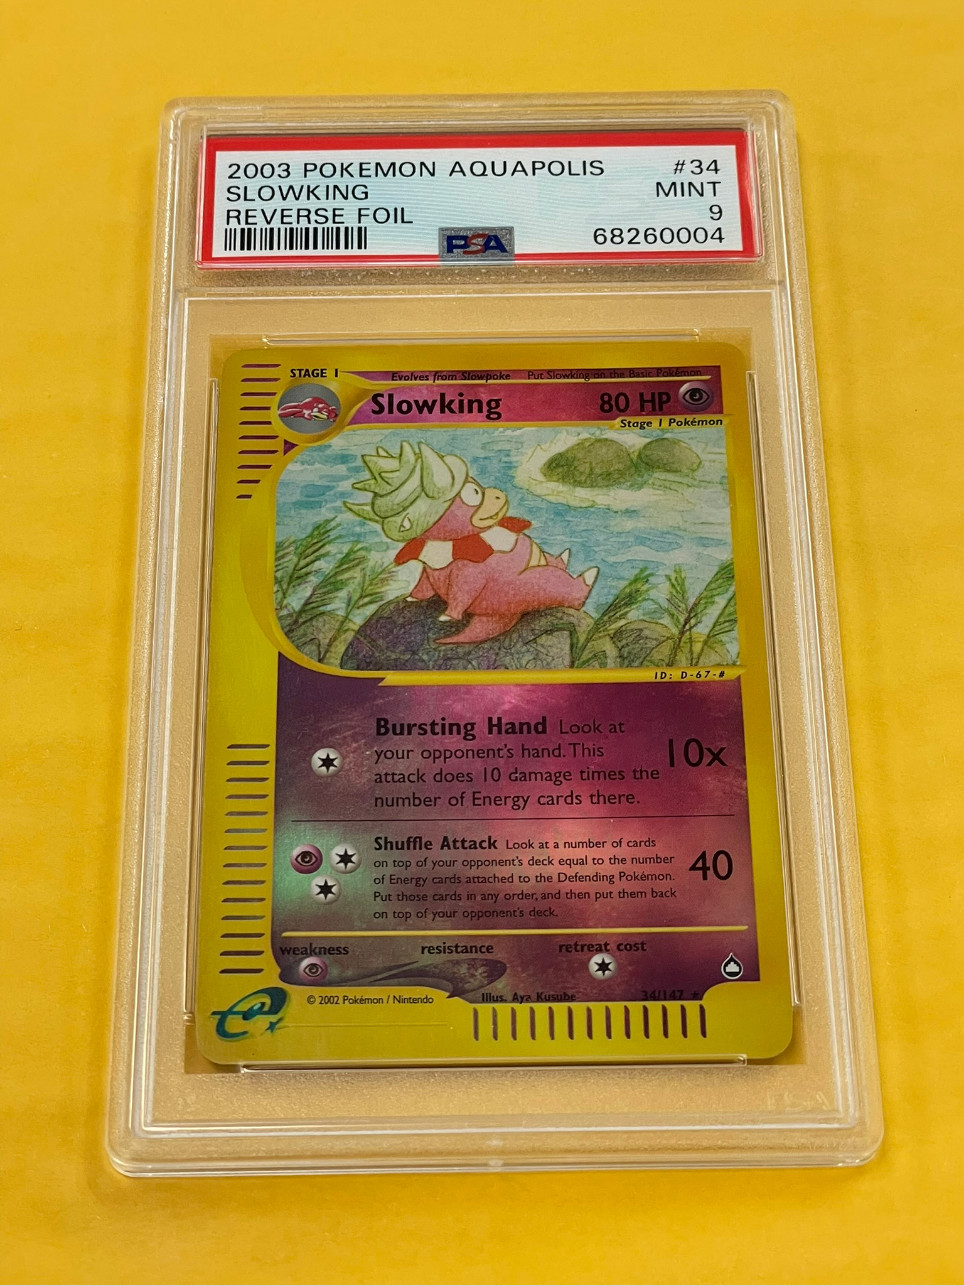 2003 POKEMON AQUAPOLIS #34
SLOWKING MINT
REVERSE FOIL 9
PSA 68260004
STAGE 1 Evolves from Slowpoke Put Slowking on the Basic Pokémon
Slowking 80 HP
Stage 1 Pokémon
ID: D-67-#
Bursting Hand Look at
your opponent's hand. This
attack does 10 damage times the
number of Energy cards there.
10x
Shuffle Attack Look at a number of cards
on top of your opponent's deck equal to the number
of Energy cards attached to the Defending Pokémon.
Put those cards in any order, and then put them back
on top of your opponent's deck.
40
weakness resistance retreat cost
© 2002 Pokémon / Nintendo Illus. Aya Kusube 34/147 ★
e